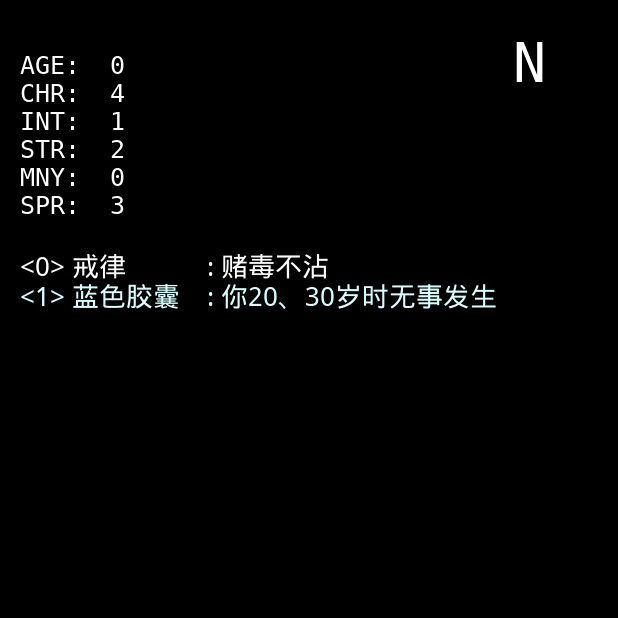 N
AGE: 0
CHR: 4
INT: 1
STR: 2
MNY: 0
SPR: 3
<0> 戒律 : 赌毒不沾
<1> 蓝色胶囊 : 你20、30岁时无事发生